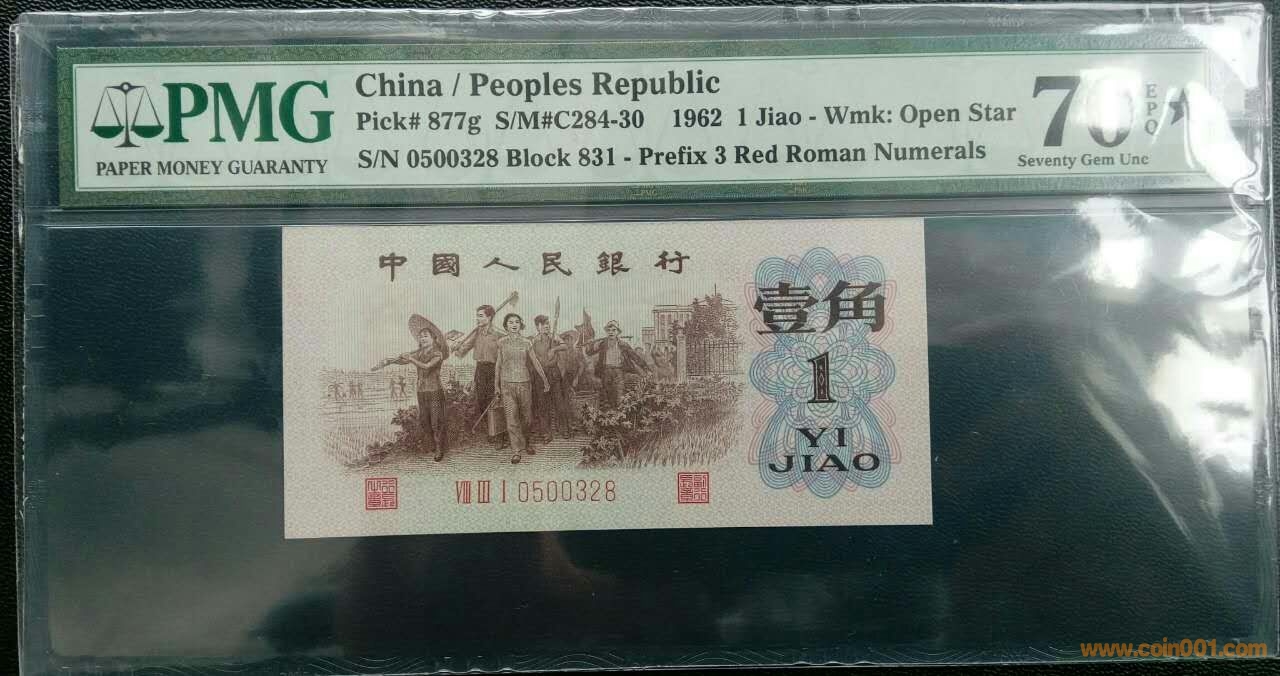 PMG
PAPER MONEY GUARANTY
China / Peoples Republic
Pick# 877g S/M#C284-30 1962 1 Jiao - Wmk: Open Star
S/N 0500328 Block 831 - Prefix 3 Red Roman Numerals
70 EPQ ★
Seventy Gem Unc
中國人民銀行
壹角
1
YI
JIAO
VIII III I 0500328
www.coin001.com